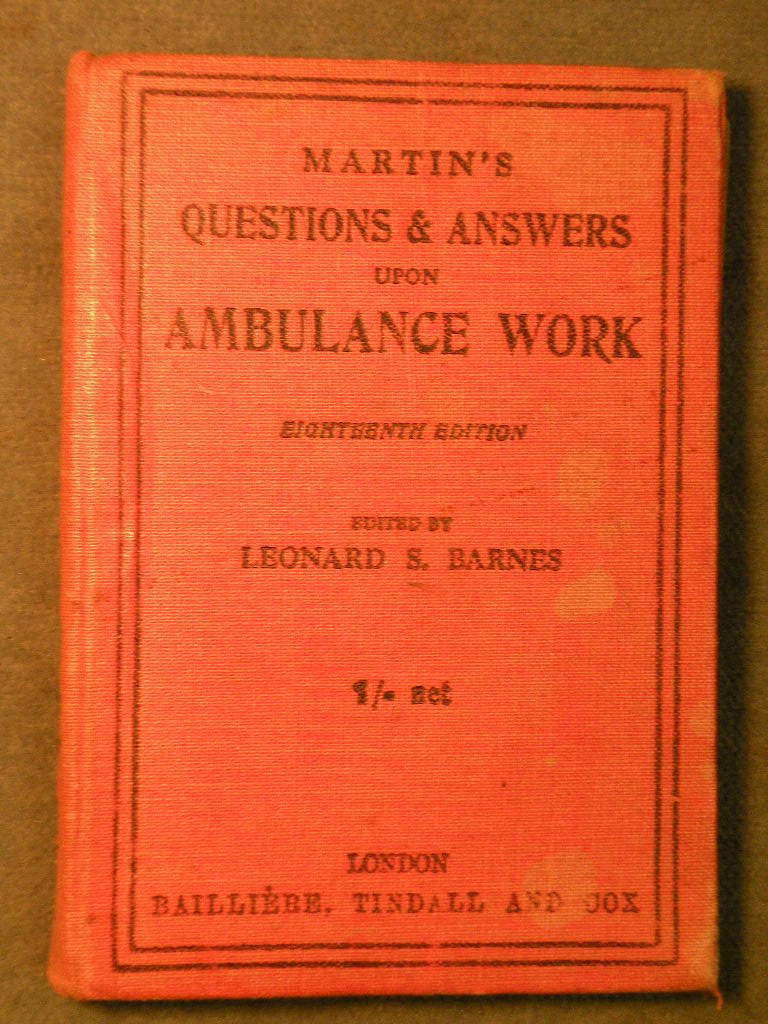 MARTIN'S
QUESTIONS & ANSWERS
UPON
AMBULANCE WORK
EIGHTEENTH EDITION
EDITED BY
LEONARD S. BARNES
1/- net
LONDON
BAILLIÈRE, TINDALL AND COX